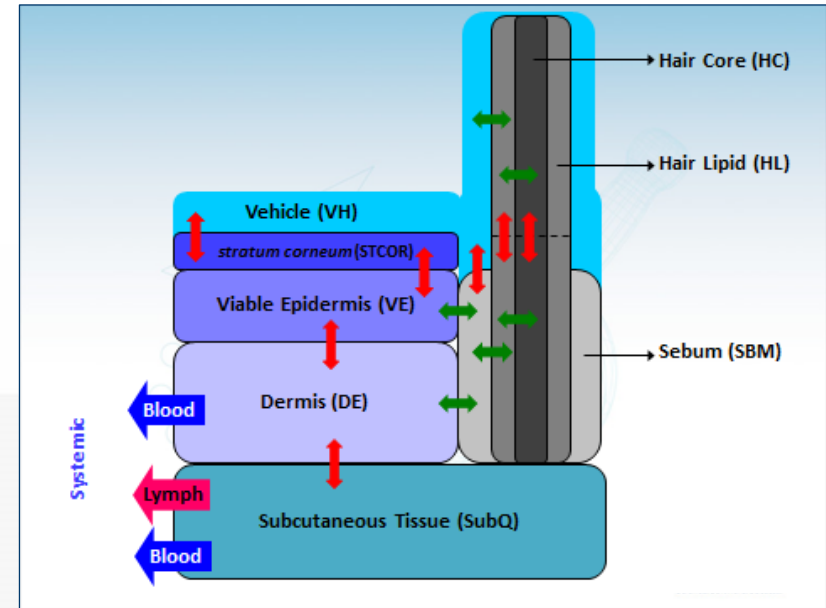 Hair Core (HC)
Hair Lipid (HL)
Vehicle (VH)
stratum corneum (STCOR)
Viable Epidermis (VE)
Sebum (SBM)
Dermis (DE)
Blood
Systemic
Lymph
Subcutaneous Tissue (SubQ)
Blood